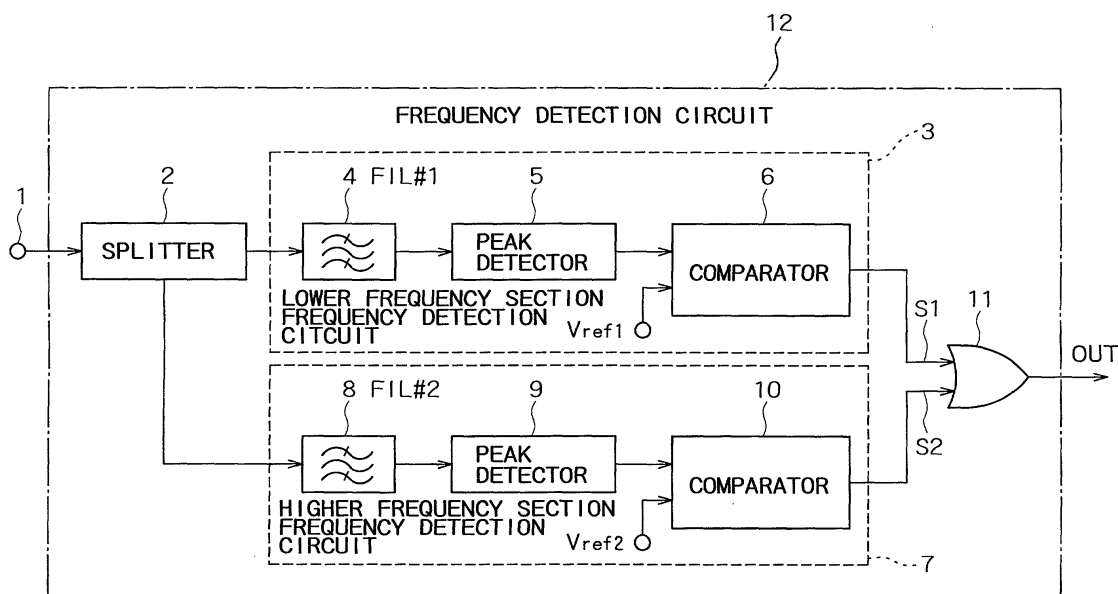 12
FREQUENCY DETECTION CIRCUIT
3
1
2
4 FIL#1
5
6
SPLITTER
PEAK
DETECTOR
COMPARATOR
LOWER FREQUENCY SECTION
FREQUENCY DETECTION
CITCUIT
Vref1
S1
11
OUT
8 FIL#2
9
10
S2
PEAK
DETECTOR
COMPARATOR
HIGHER FREQUENCY SECTION
FREQUENCY DETECTION
CIRCUIT
Vref2
7